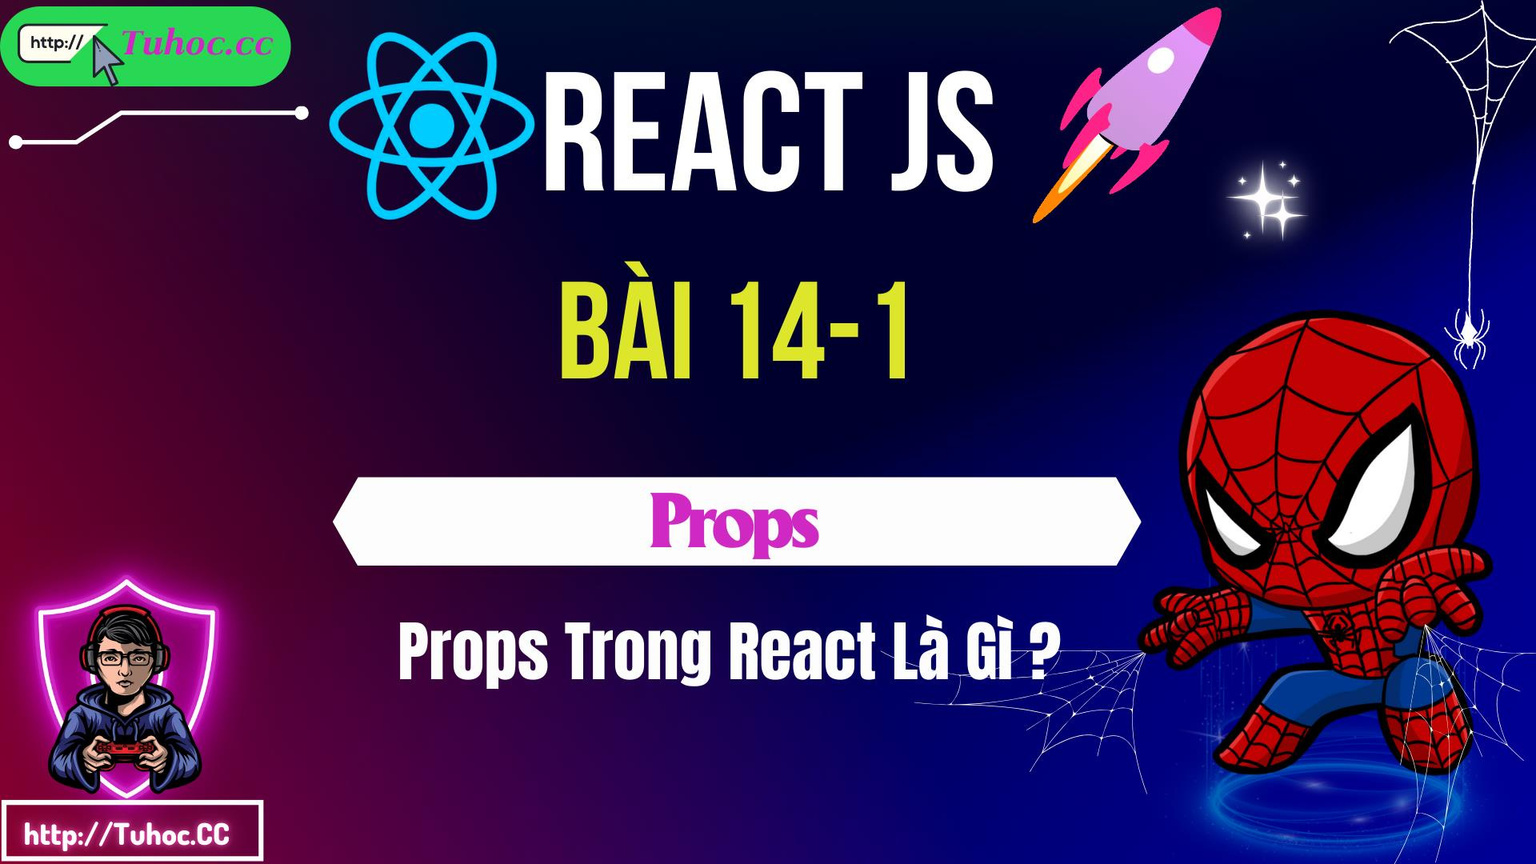 http://
Tuhoc.cc
REACT JS
BÀI 14-1
Props
Props Trong React Là Gì ?
http://Tuhoc.CC